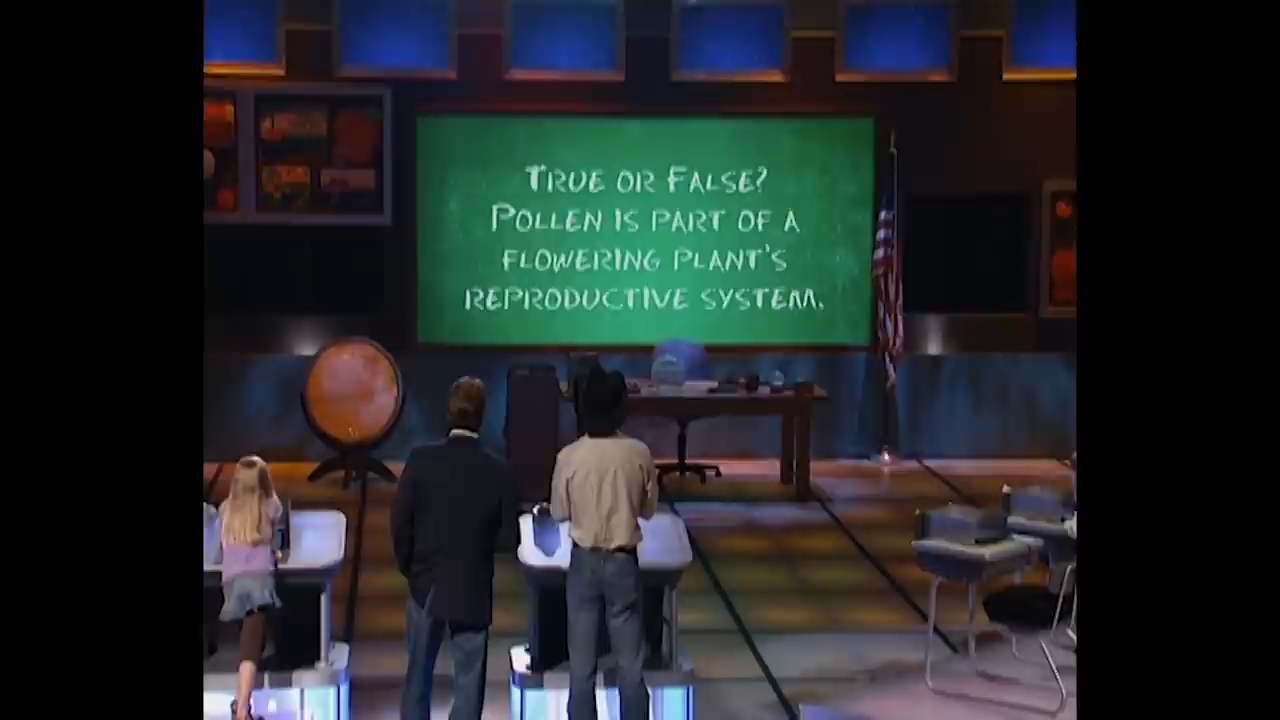 TRUE OR FALSE?
POLLEN IS PART OF A
FLOWERING PLANT'S
REPRODUCTIVE SYSTEM.